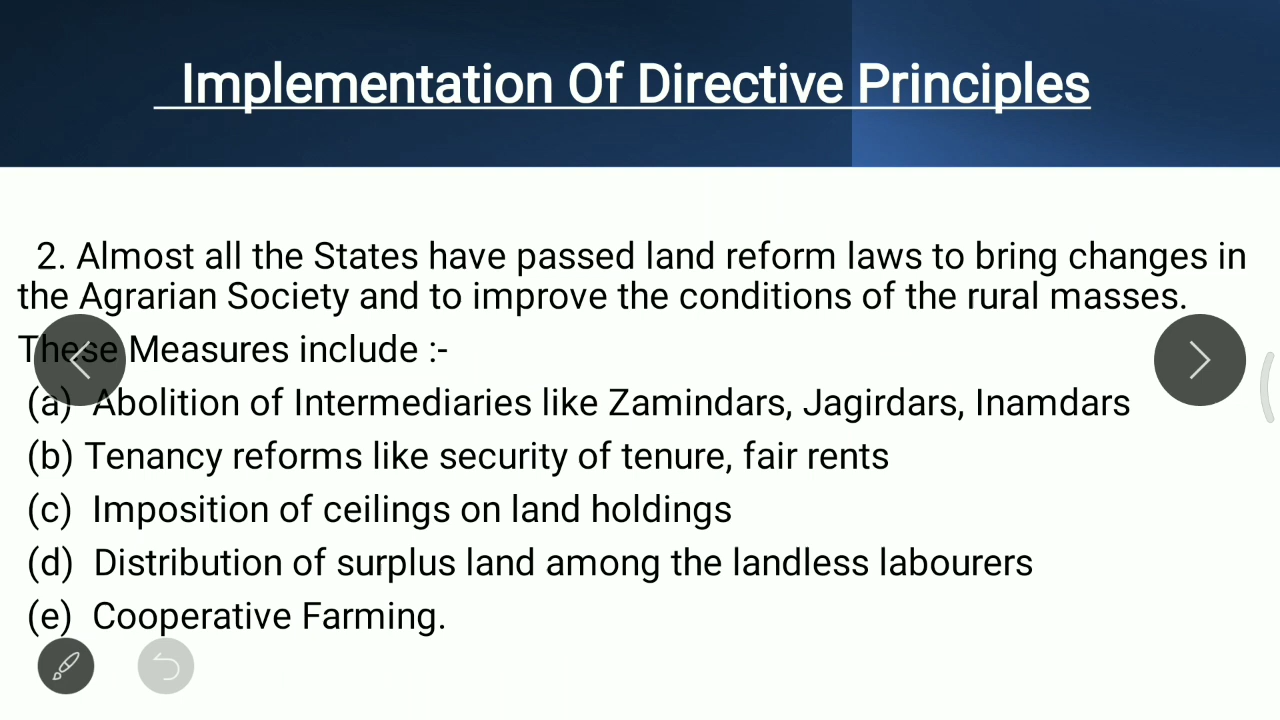 Implementation Of Directive Principles
2. Almost all the States have passed land reform laws to bring changes in
the Agrarian Society and to improve the conditions of the rural masses.
These Measures include :-
(a) Abolition of Intermediaries like Zamindars, Jagirdars, Inamdars
(b) Tenancy reforms like security of tenure, fair rents
(c) Imposition of ceilings on land holdings
(d) Distribution of surplus land among the landless labourers
(e) Cooperative Farming.